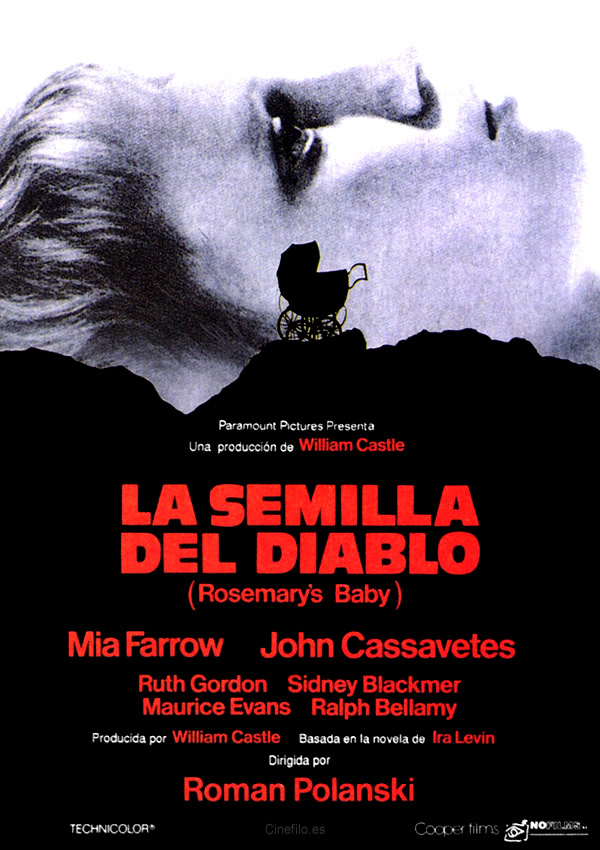 Paramount Pictures Presenta
Una producción de William Castle
LA SEMILLA
DEL DIABLO
(Rosemary's Baby)
Mia Farrow John Cassavetes
Ruth Gordon Sidney Blackmer
Maurice Evans Ralph Bellamy
Producida por William Castle Basada en la novela de Ira Levin
Dirigida por
Roman Polanski
TECHNICOLOR® Cinefilo.es Cooper films NOFILMS..